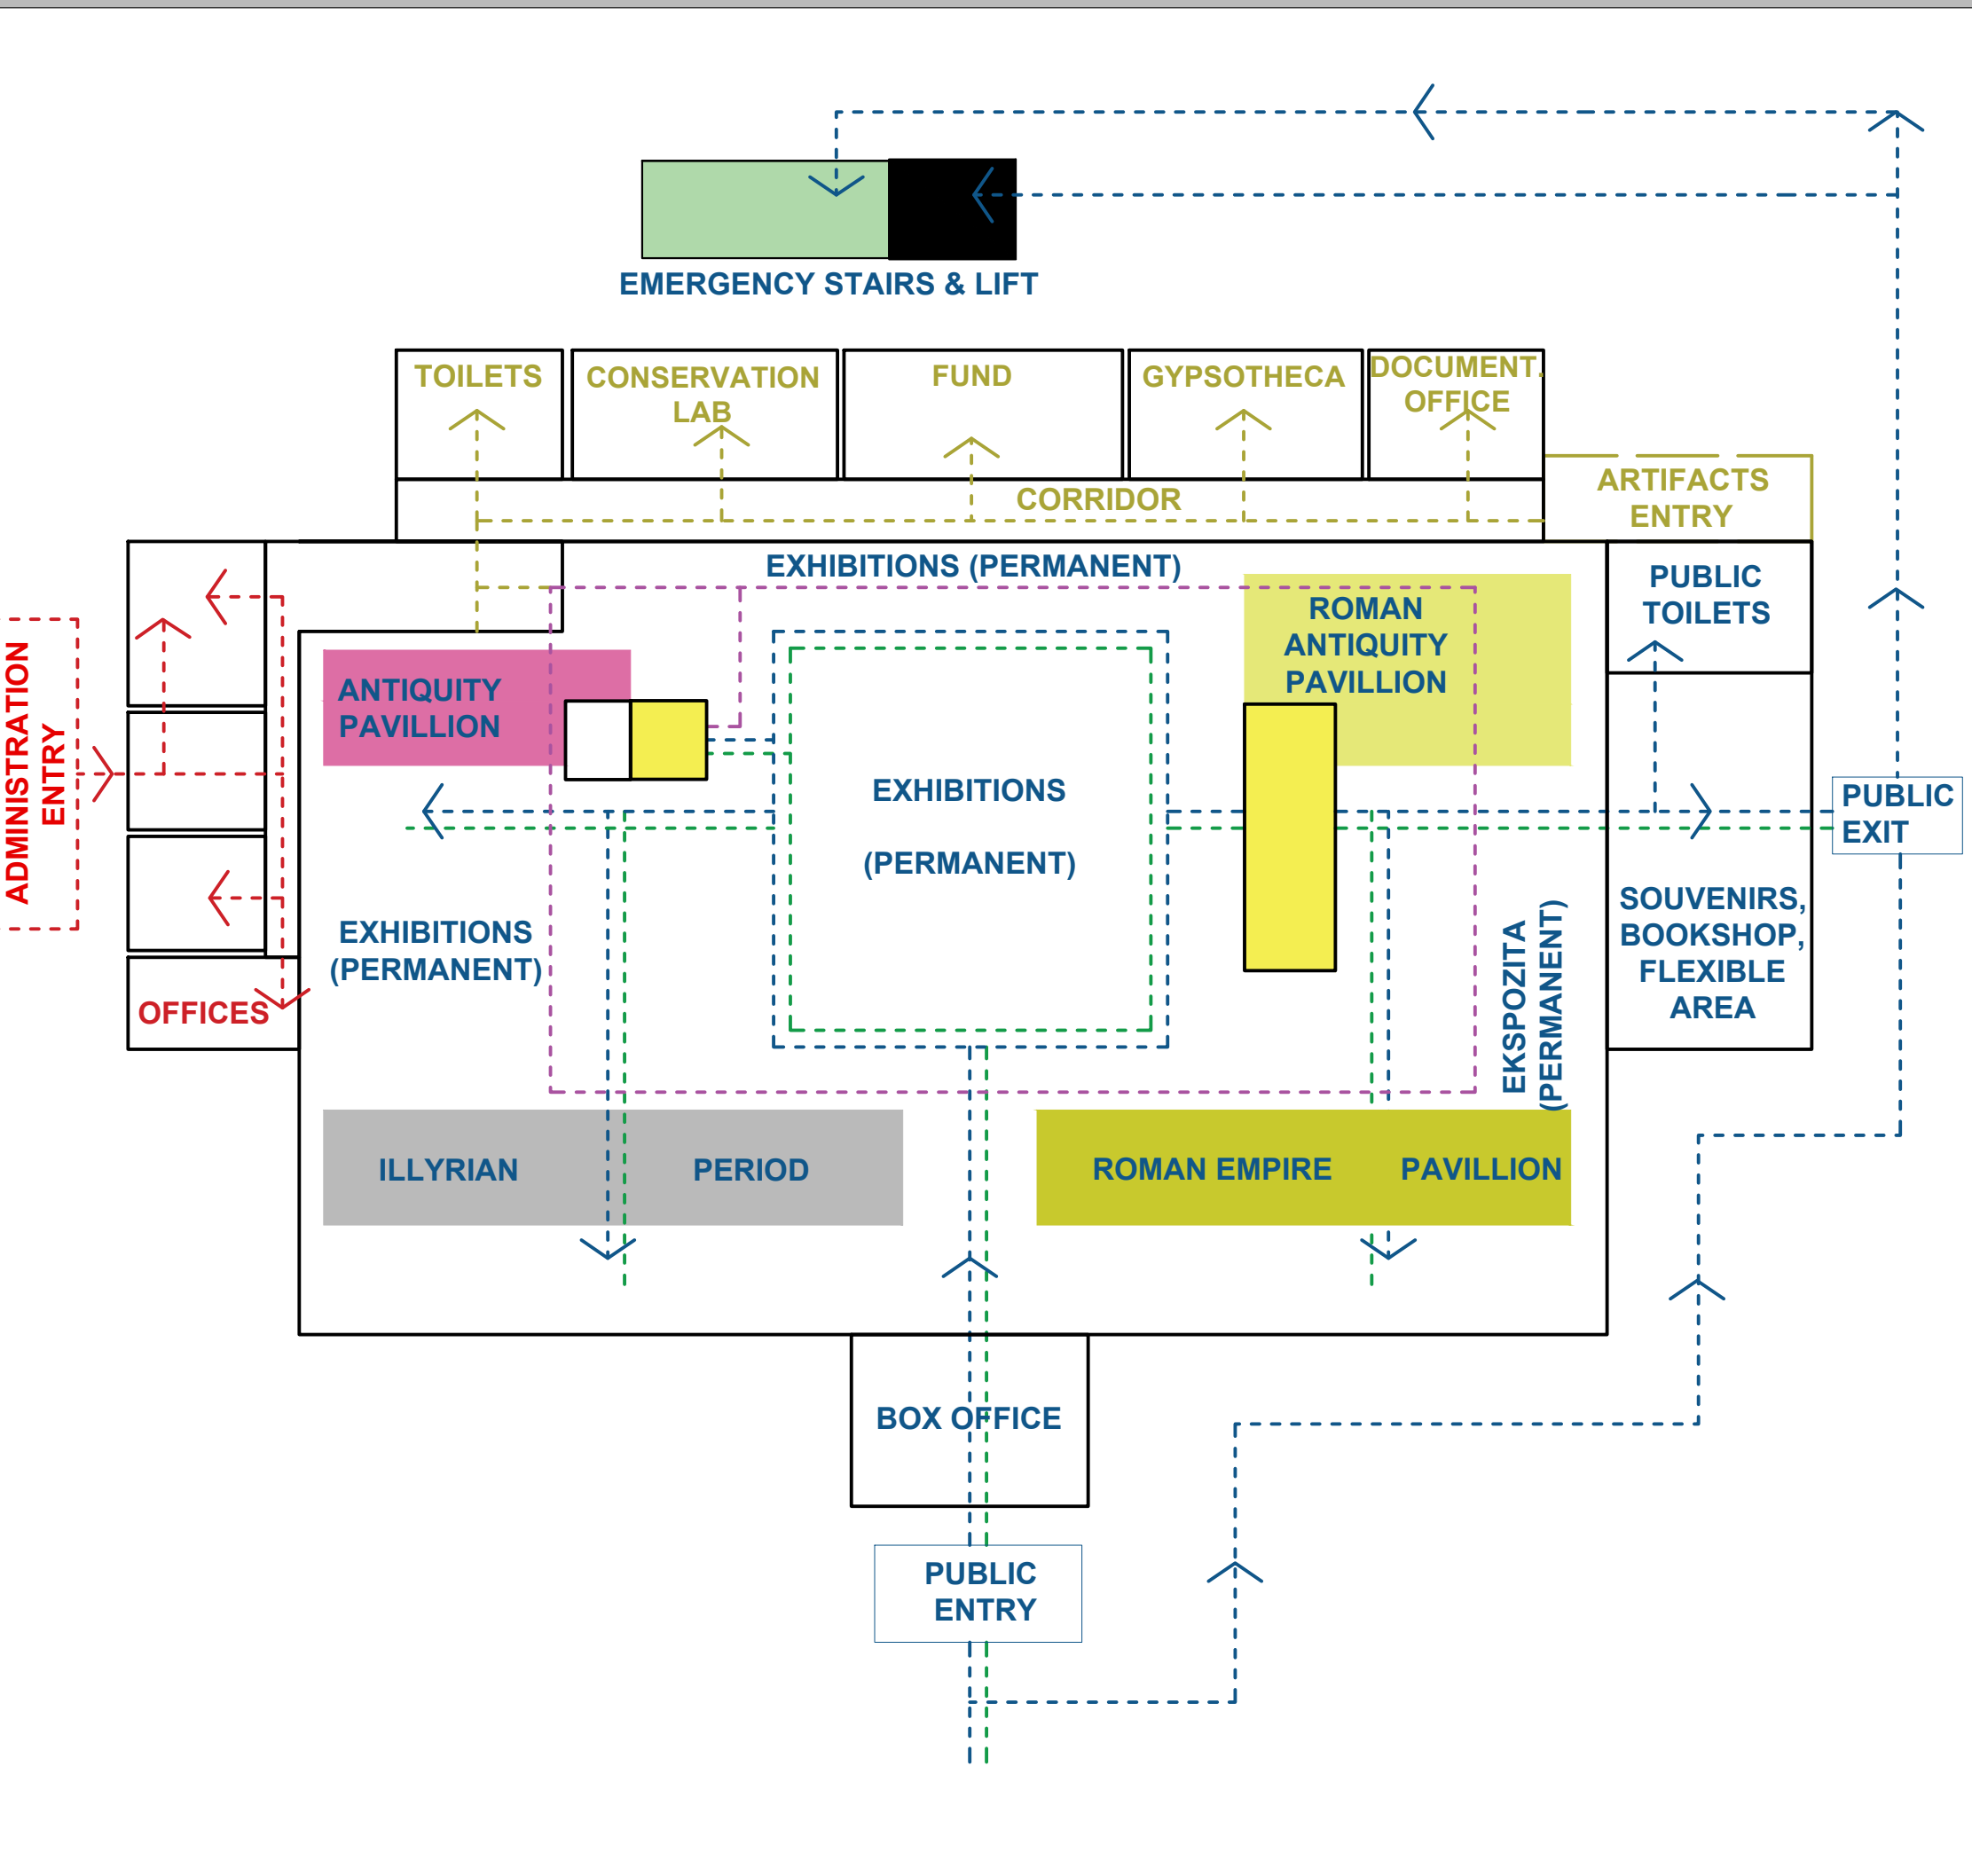 EMERGENCY STAIRS & LIFT
TOILETS
CONSERVATION
LAB
FUND
GYPSOTHECA
DOCUMENT.
OFFICE
CORRIDOR
ARTIFACTS
ENTRY
EXHIBITIONS (PERMANENT)
PUBLIC
TOILETS
ROMAN
ANTIQUITY
PAVILLION
ANTIQUITY
PAVILLION
ADMINISTRATION
ENTRY
EXHIBITIONS
(PERMANENT)
PUBLIC
EXIT
EXHIBITIONS
(PERMANENT)
EKSPOZITA
(PERMANENT)
SOUVENIRS,
BOOKSHOP,
FLEXIBLE
AREA
OFFICES
ILLYRIAN PERIOD
ROMAN EMPIRE PAVILLION
BOX OFFICE
PUBLIC
ENTRY